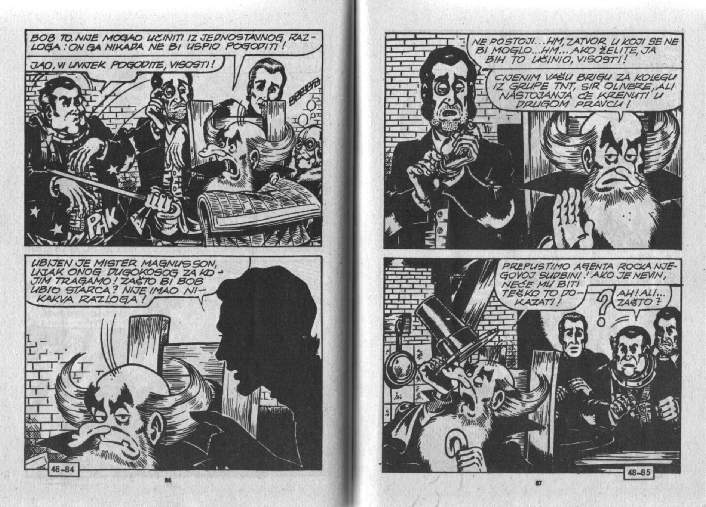 BOB TO NIJE MOGAO UČINITI IZ JEDNOSTAVNOG RAZ-
LOGA: ON GA NIKADA NE BI USPIO POGODITI!
JAO, VI UVIJEK POGODITE, VISOSTI!
PAK
UBIJEN JE MISTER MAGNUSSON,
UJAK ONOG DUGOKOSOG ZA KO-
JIM TRAGAMO! ZAŠTO BI BOB
UBIO STARCA? NIJE IMAO NI-
KAKVA RAZLOGA!
48-84
86
NE POSTOJI...HM, ZATVOR U KOJI SE NE
BI MOGLO...HM...AKO ŽELITE, JA
BIH TO UČINIO, VISOSTI!
CIJENIM VAŠU BRIGU ZA KOLEGU
IZ GRUPE TNT, SIR OLIVERE, ALI
NASTOJANJA ĆE KRENUTI U
DRUGOM PRAVCU!
PREPUSTIMO AGENTA ROCKA NJE-
GOVOJ SUDBINI! AKO JE NEVIN,
NEĆE MU BITI
TEŠKO TO DO-
KAZATI!
?
AH! ALI...
ZAŠTO?
48-85
87